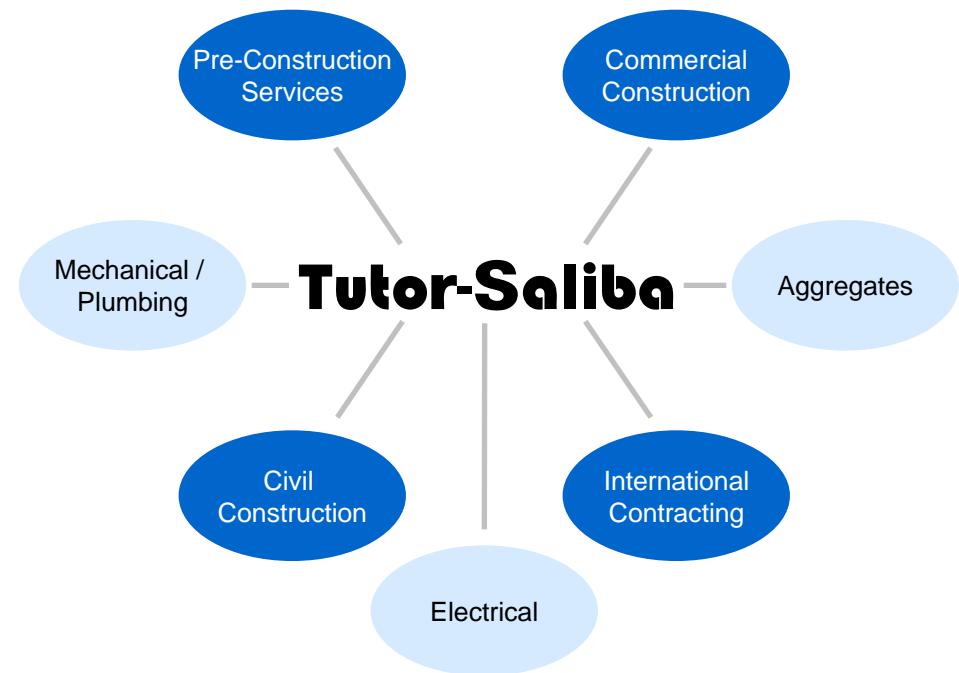 Pre-Construction
Services
Commercial
Construction
Mechanical /
Plumbing
Tutor-Saliba
Aggregates
Civil
Construction
International
Contracting
Electrical